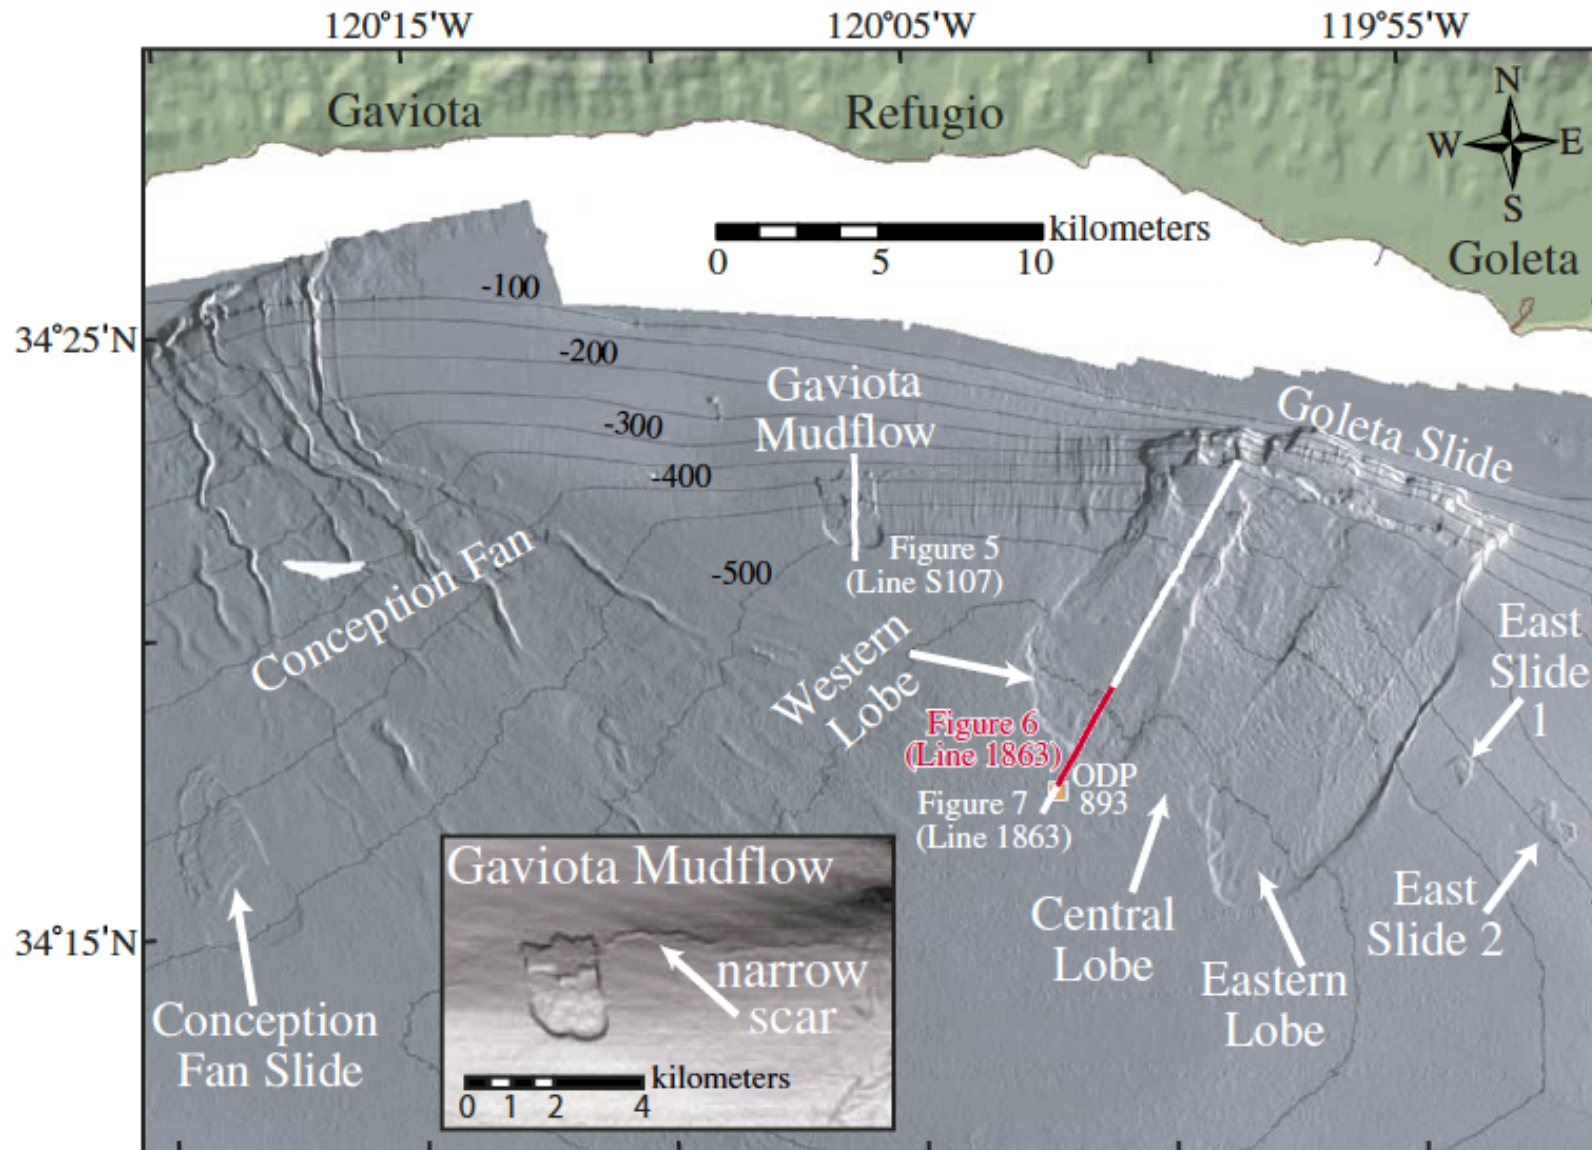 120°15'W
120°05'W
119°55'W
Gaviota
Refugio
N
W
E
S
kilometers
0
5
10
Goleta
-100
34°25'N
-200
Gaviota
Mudflow
-300
-400
Goleta Slide
Figure 5
(Line S107)
-500
Conception Fan
Western
Lobe
East
Slide
1
Figure 6
(Line 1863)
ODP
893
Figure 7
(Line 1863)
Gaviota Mudflow
narrow
scar
kilometers
0
1
2
4
Central
Lobe
Eastern
Lobe
East
Slide 2
34°15'N
Conception
Fan Slide